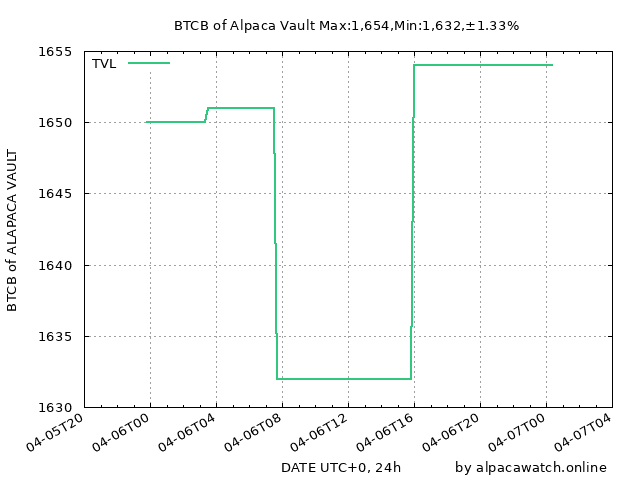 BTCB of Alpaca Vault Max:1,654,Min:1,632,±1.33%
TVL
1655
1650
1645
1640
1635
1630
BTCB of ALAPACA VAULT
04-05T20
04-06T00
04-06T04
04-06T08
04-06T12
04-06T16
04-06T20
04-07T00
04-07T04
DATE UTC+0, 24h
by alpacawatch.online